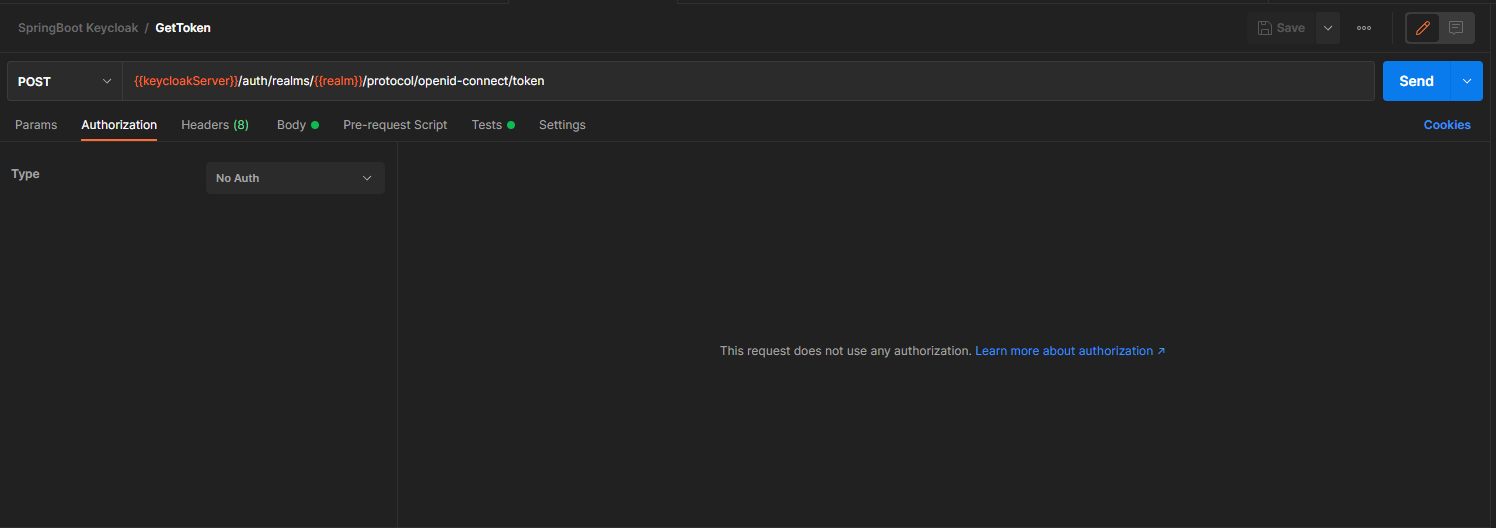 SpringBoot Keycloak / GetToken
Save
POST
{{keycloakServer}}/auth/realms/{{realm}}/protocol/openid-connect/token
Send
Params Authorization Headers (8) Body Pre-request Script Tests Settings Cookies
Type
No Auth
This request does not use any authorization. Learn more about authorization ↗